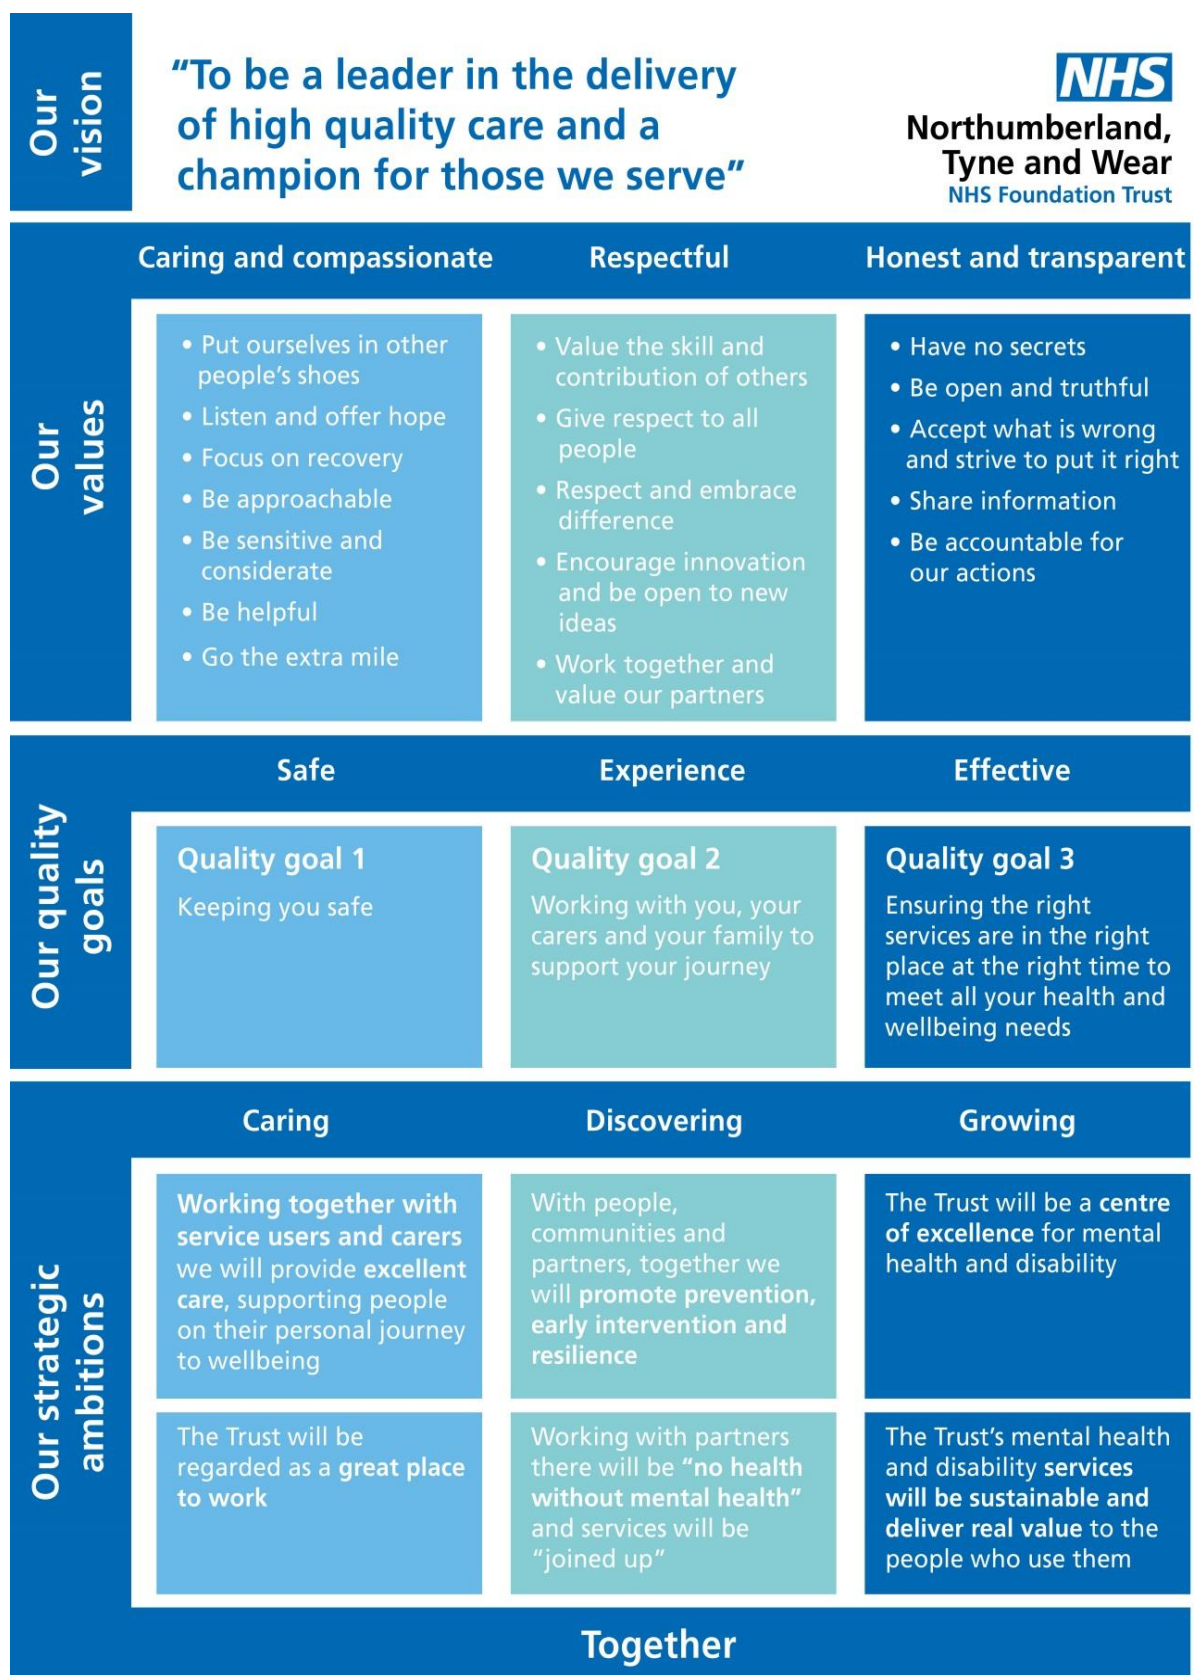 Our
vision
“To be a leader in the delivery
of high quality care and a
champion for those we serve”
NHS
Northumberland,
Tyne and Wear
NHS Foundation Trust
Our
values
Caring and compassionate
• Put ourselves in other
people’s shoes
• Listen and offer hope
• Focus on recovery
• Be approachable
• Be sensitive and
considerate
• Be helpful
• Go the extra mile
Respectful
• Value the skill and
contribution of others
• Give respect to all
people
• Respect and embrace
difference
• Encourage innovation
and be open to new
ideas
• Work together and
value our partners
Honest and transparent
• Have no secrets
• Be open and truthful
• Accept what is wrong
and strive to put it right
• Share information
• Be accountable for
our actions
Our quality
goals
Safe
Quality goal 1
Keeping you safe
Experience
Quality goal 2
Working with you, your
carers and your family to
support your journey
Effective
Quality goal 3
Ensuring the right
services are in the right
place at the right time to
meet all your health and
wellbeing needs
Our strategic
ambitions
Caring
Working together with
service users and carers
we will provide excellent
care, supporting people
on their personal journey
to wellbeing
The Trust will be
regarded as a great place
to work
Discovering
With people,
communities and
partners, together we
will promote prevention,
early intervention and
resilience
Working with partners
there will be “no health
without mental health”
and services will be
“joined up”
Growing
The Trust will be a centre
of excellence for mental
health and disability
The Trust’s mental health
and disability services
will be sustainable and
deliver real value to the
people who use them
Together